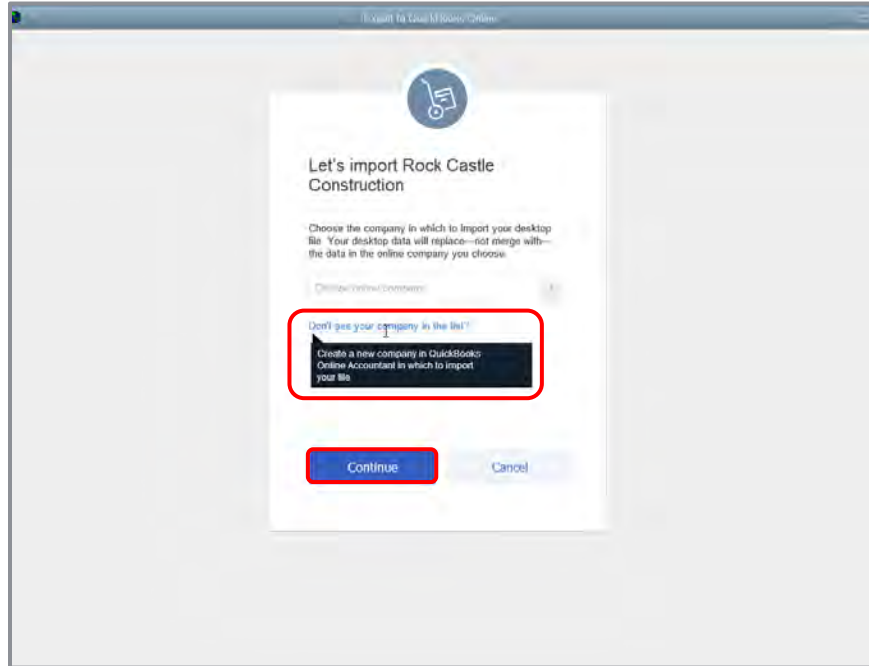 Export to QuickBooks Online
Let's import Rock Castle
Construction
Choose the company in which to import your desktop
file. Your desktop data will replace—not merge with—
the data in the online company you choose.
Choose online company
Don't see your company in the list?
Create a new company in QuickBooks
Online Accountant in which to import
your file
Continue
Cancel